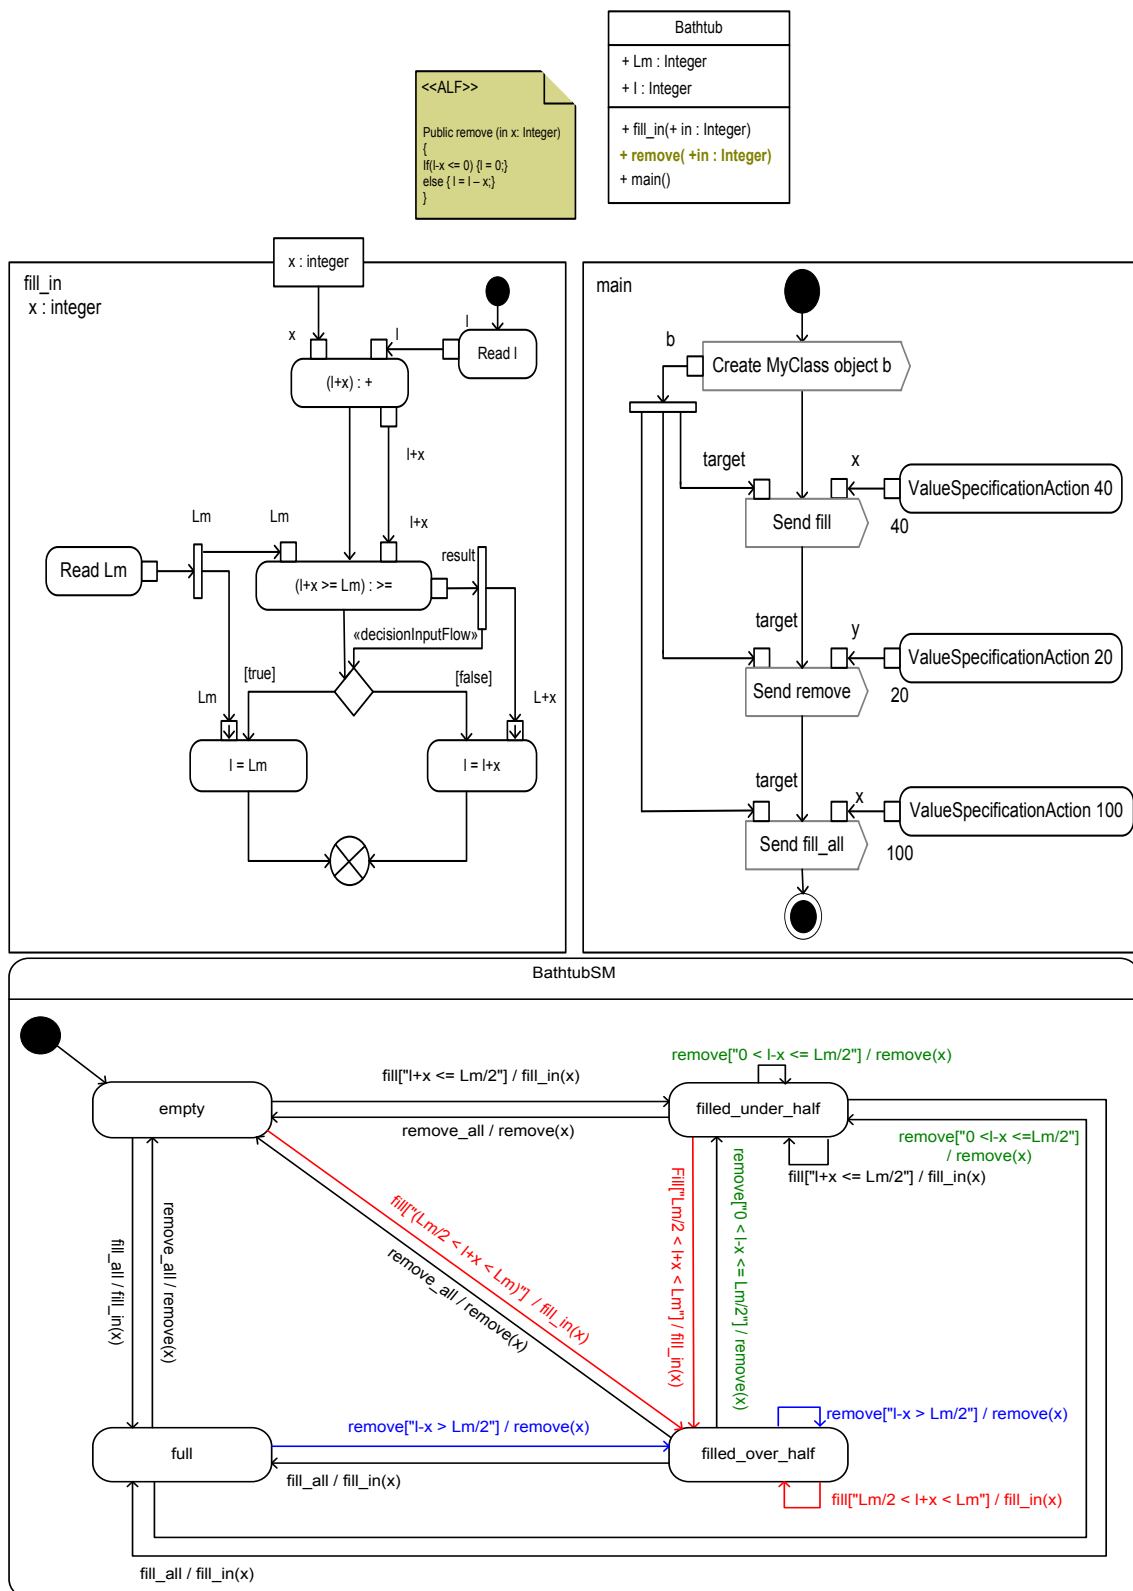 Bathtub
+ Lm : Integer
+ l : Integer
+ fill_in(+ in : Integer)
+ remove( +in : Integer)
+ main()
<<ALF>>
Public remove (in x: Integer)
{
If(l-x <= 0) {l = 0;}
else { l = l – x;}
}
x : integer
fill_in
x : integer
l
x
l
Read l
(l+x) : +
l+x
Lm
Lm
l+x
Read Lm
result
(l+x >= Lm) : >=
«decisionInputFlow»
[true]
[false]
Lm
L+x
l = Lm
l = l+x
main
b
Create MyClass object b
target
x
ValueSpecificationAction 40
Send fill
40
target
y
ValueSpecificationAction 20
Send remove
20
target
x
ValueSpecificationAction 100
Send fill_all
100
BathtubSM
remove["0 < l-x <= Lm/2"] / remove(x)
fill["l+x <= Lm/2"] / fill_in(x)
empty
filled_under_half
remove_all / remove(x)
remove["0 <l-x <=Lm/2"]
/ remove(x)
fill["l+x <= Lm/2"] / fill_in(x)
fill_all / fill_in(x)
remove_all / remove(x)
fill["(Lm/2 < l+x < Lm)"] / fill_in(x)
remove_all / remove(x)
Fill["Lm/2 < l+x < Lm"] / fill_in(x)
remove["0 < l-x <= Lm/2"] / remove(x)
remove["l-x > Lm/2"] / remove(x)
remove["l-x > Lm/2"] / remove(x)
full
filled_over_half
fill_all / fill_in(x)
fill["Lm/2 < l+x < Lm"] / fill_in(x)
fill_all / fill_in(x)